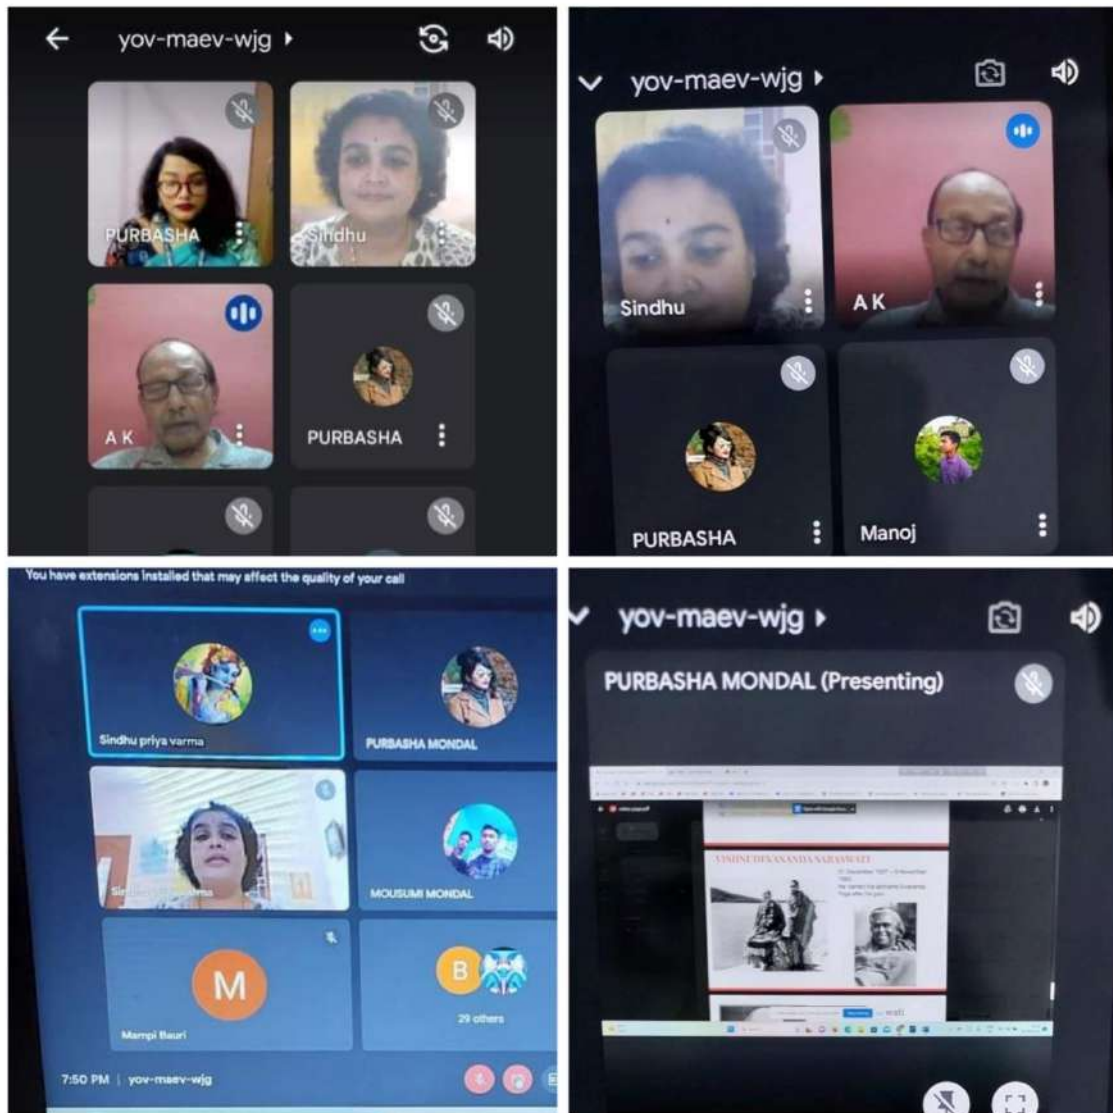 yov-maev-wjg
PURBASHA
Sindhu
A K
PURBASHA
yov-maev-wjg
Sindhu
A K
PURBASHA
Manoj
You have extensions installed that may affect the quality of your call
Sindhu priya varma
PURBASHA MONDAL
MOUSUMI MONDAL
M
B
Mampi Bauri
29 others
7:50 PM | yov-maev-wjg
yov-maev-wjg
PURBASHA MONDAL (Presenting)
VISHNUDEVANANDA SARASWATI